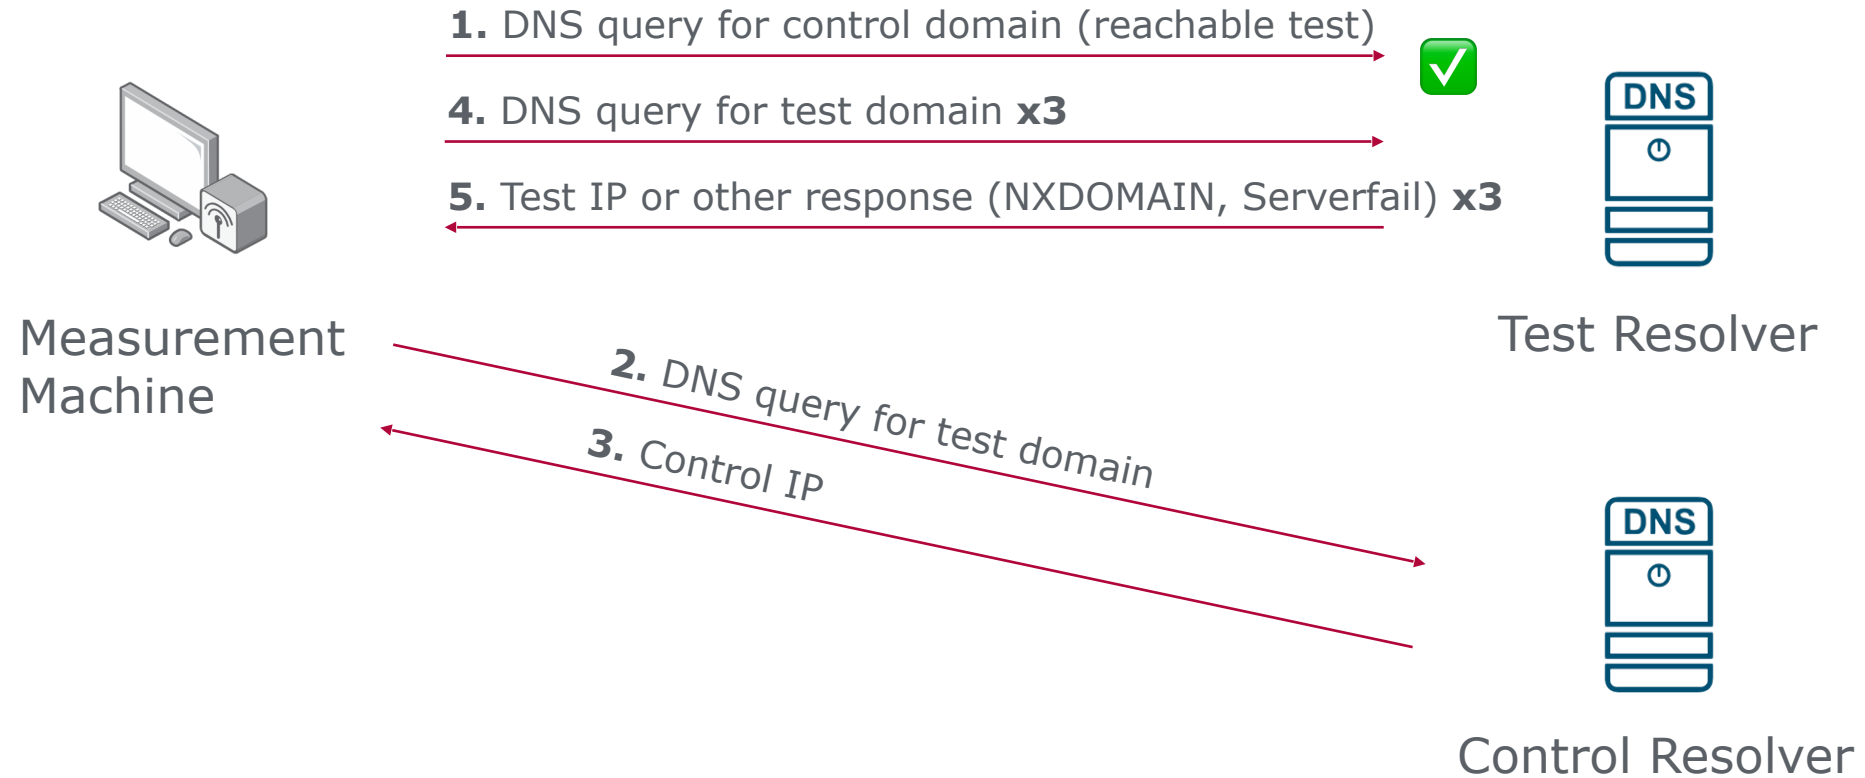 1. DNS query for control domain (reachable test)
DNS
4. DNS query for test domain x3
5. Test IP or other response (NXDOMAIN, Serverfail) x3
Measurement
Machine
Test Resolver
2. DNS query for test domain
3. Control IP
DNS
Control Resolver